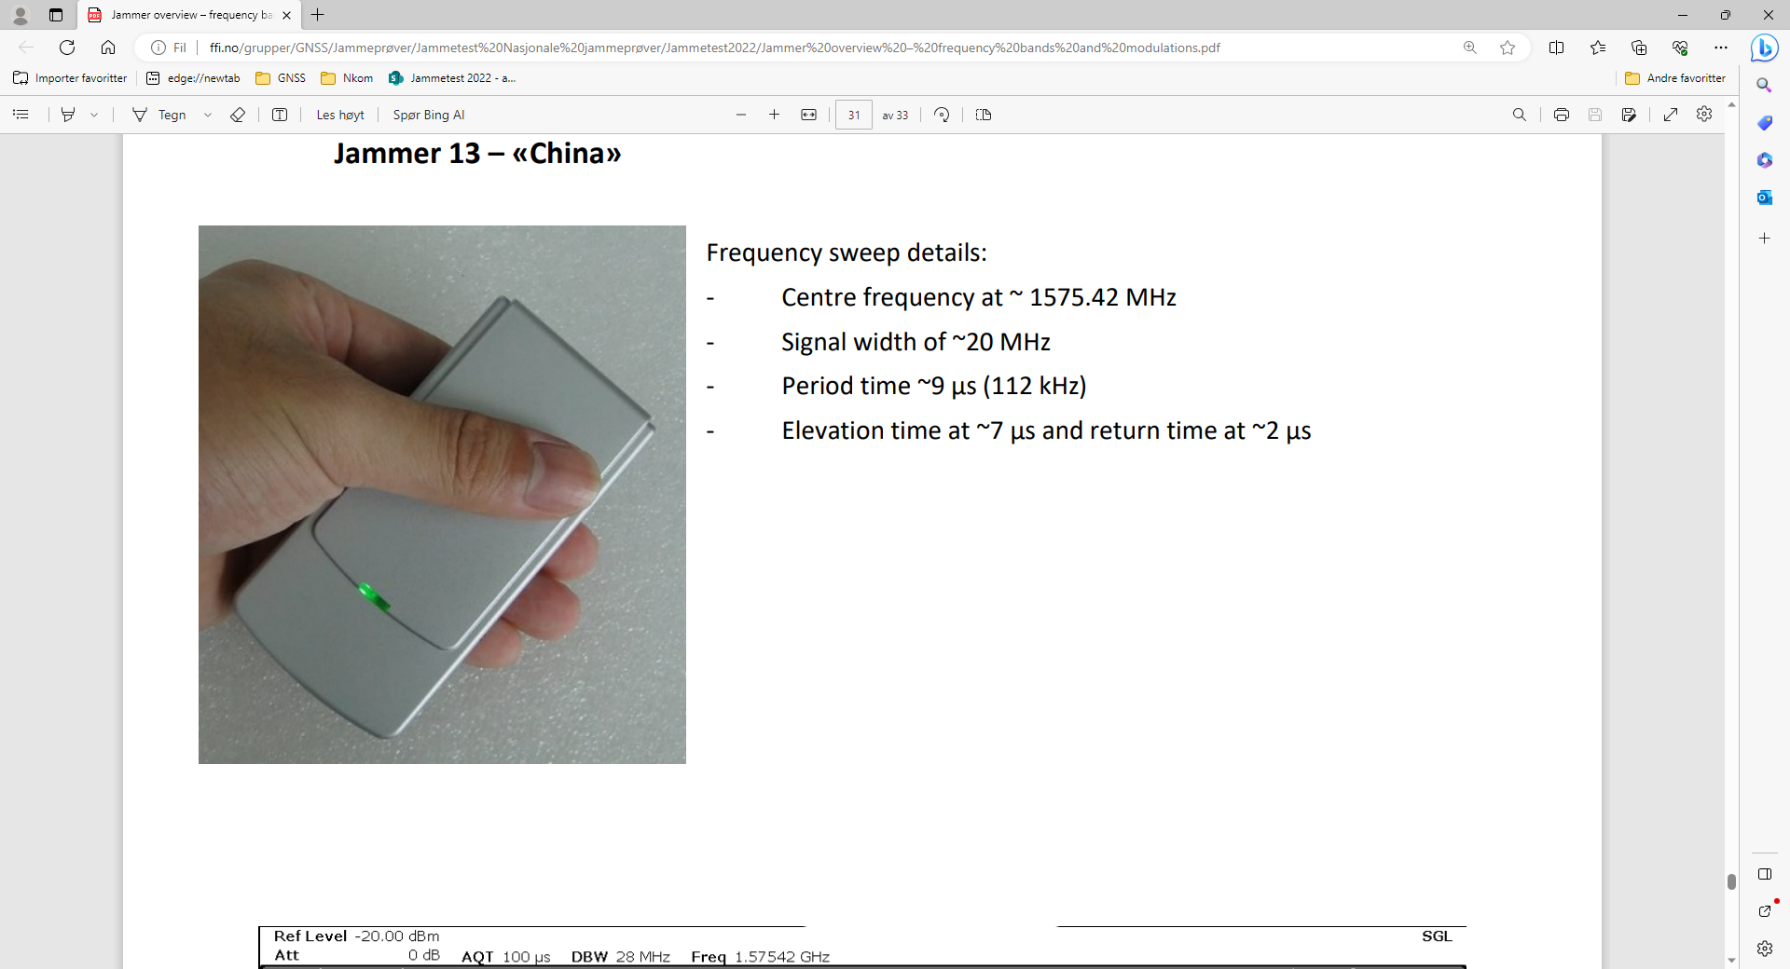 Jammer overview – frequency ba
Fil ffi.no/grupper/GNSS/Jammeprøver/Jammetest%20Nasjonale%20jammeprøver/Jammetest2022/Jammer%20overview%20–%20frequency%20bands%20and%20modulations.pdf
Importer favoritter edge://newtab GNSS Nkom Jammetest 2022 - a... Andre favoritter
Tegn Les høyt Spør Bing AI 31 av 33
Jammer 13 – «China»
Frequency sweep details:
- Centre frequency at ~ 1575.42 MHz
- Signal width of ~20 MHz
- Period time ~9 µs (112 kHz)
- Elevation time at ~7 µs and return time at ~2 µs
Ref Level -20.00 dBm SGL
Att 0 dB AQT 100 µs DBW 28 MHz Freq 1.57542 GHz